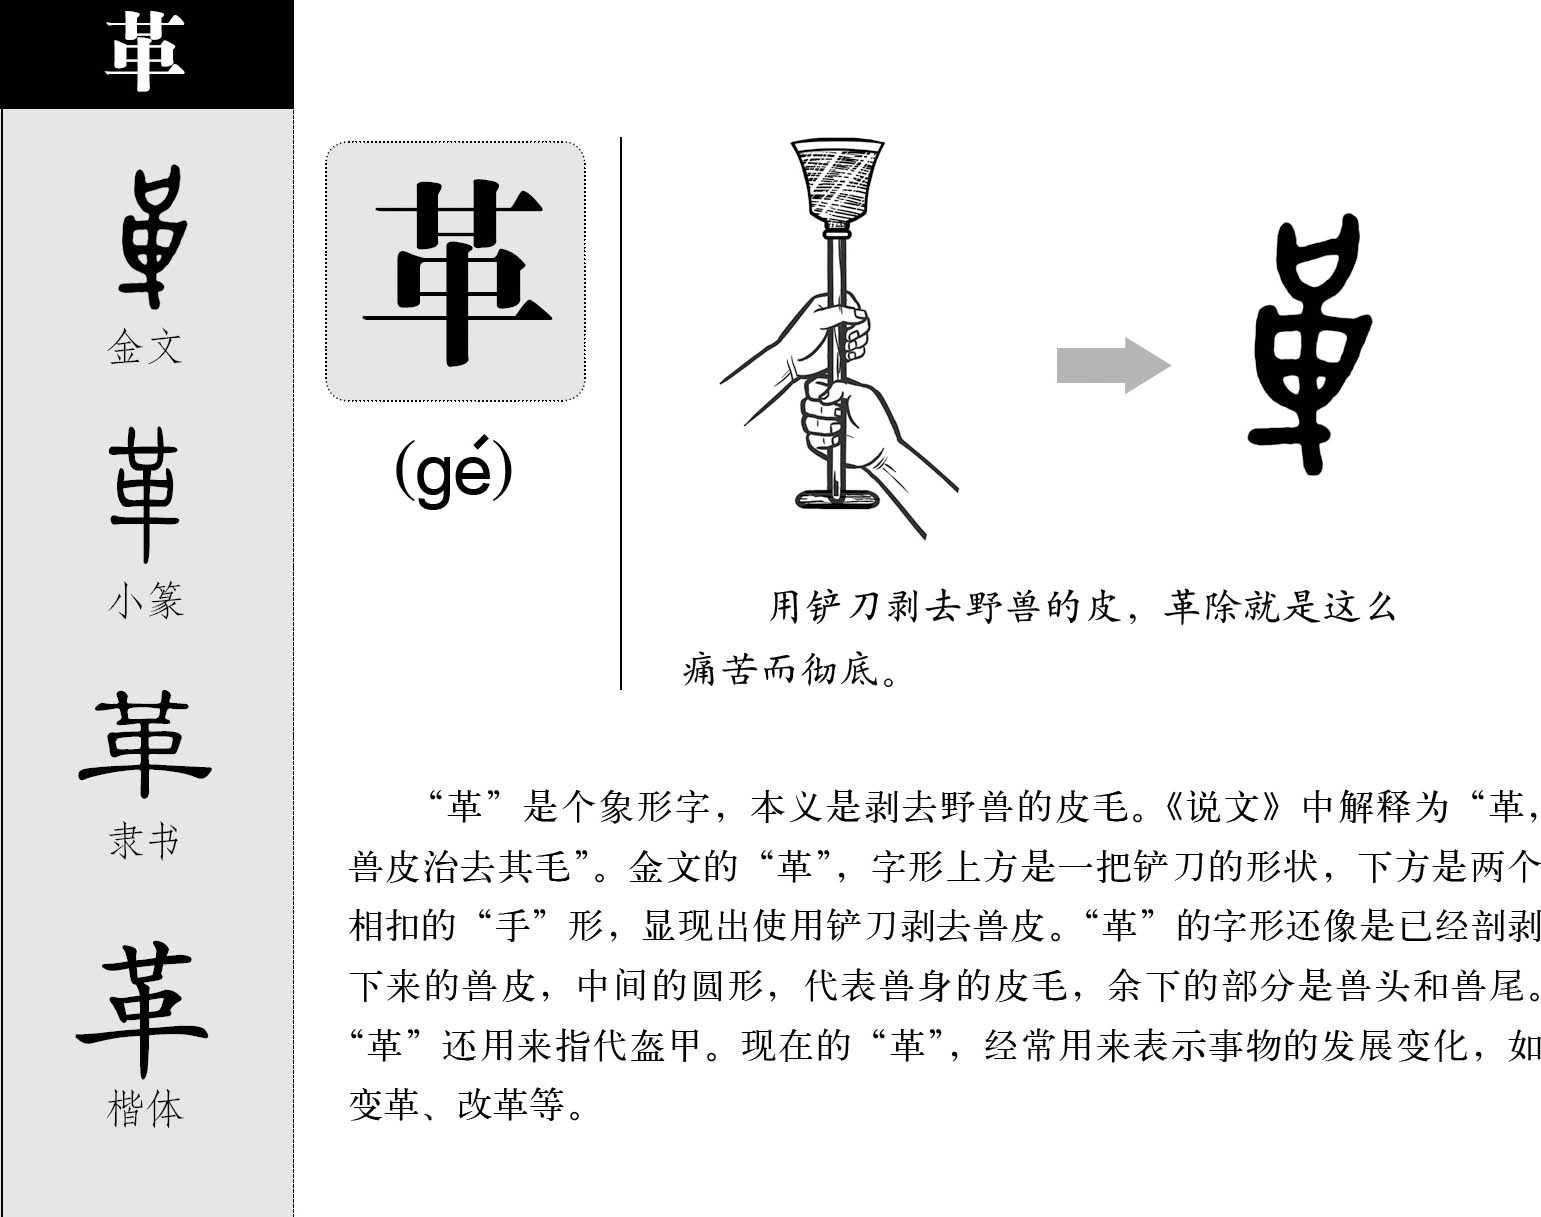 革
金文
小篆
隶书
楷体
革
(gé)
用铲刀剥去野兽的皮，革除就是这么
痛苦而彻底。
“革”是个象形字，本义是剥去野兽的皮毛。《说文》中解释为“革，
兽皮治去其毛”。金文的“革”，字形上方是一把铲刀的形状，下方是两个
相扣的“手”形，显现出使用铲刀剥去兽皮。“革”的字形还像是已经剖剥
下来的兽皮，中间的圆形，代表兽身的皮毛，余下的部分是兽头和兽尾。
“革”还用来指代盔甲。现在的“革”，经常用来表示事物的发展变化，如
变革、改革等。